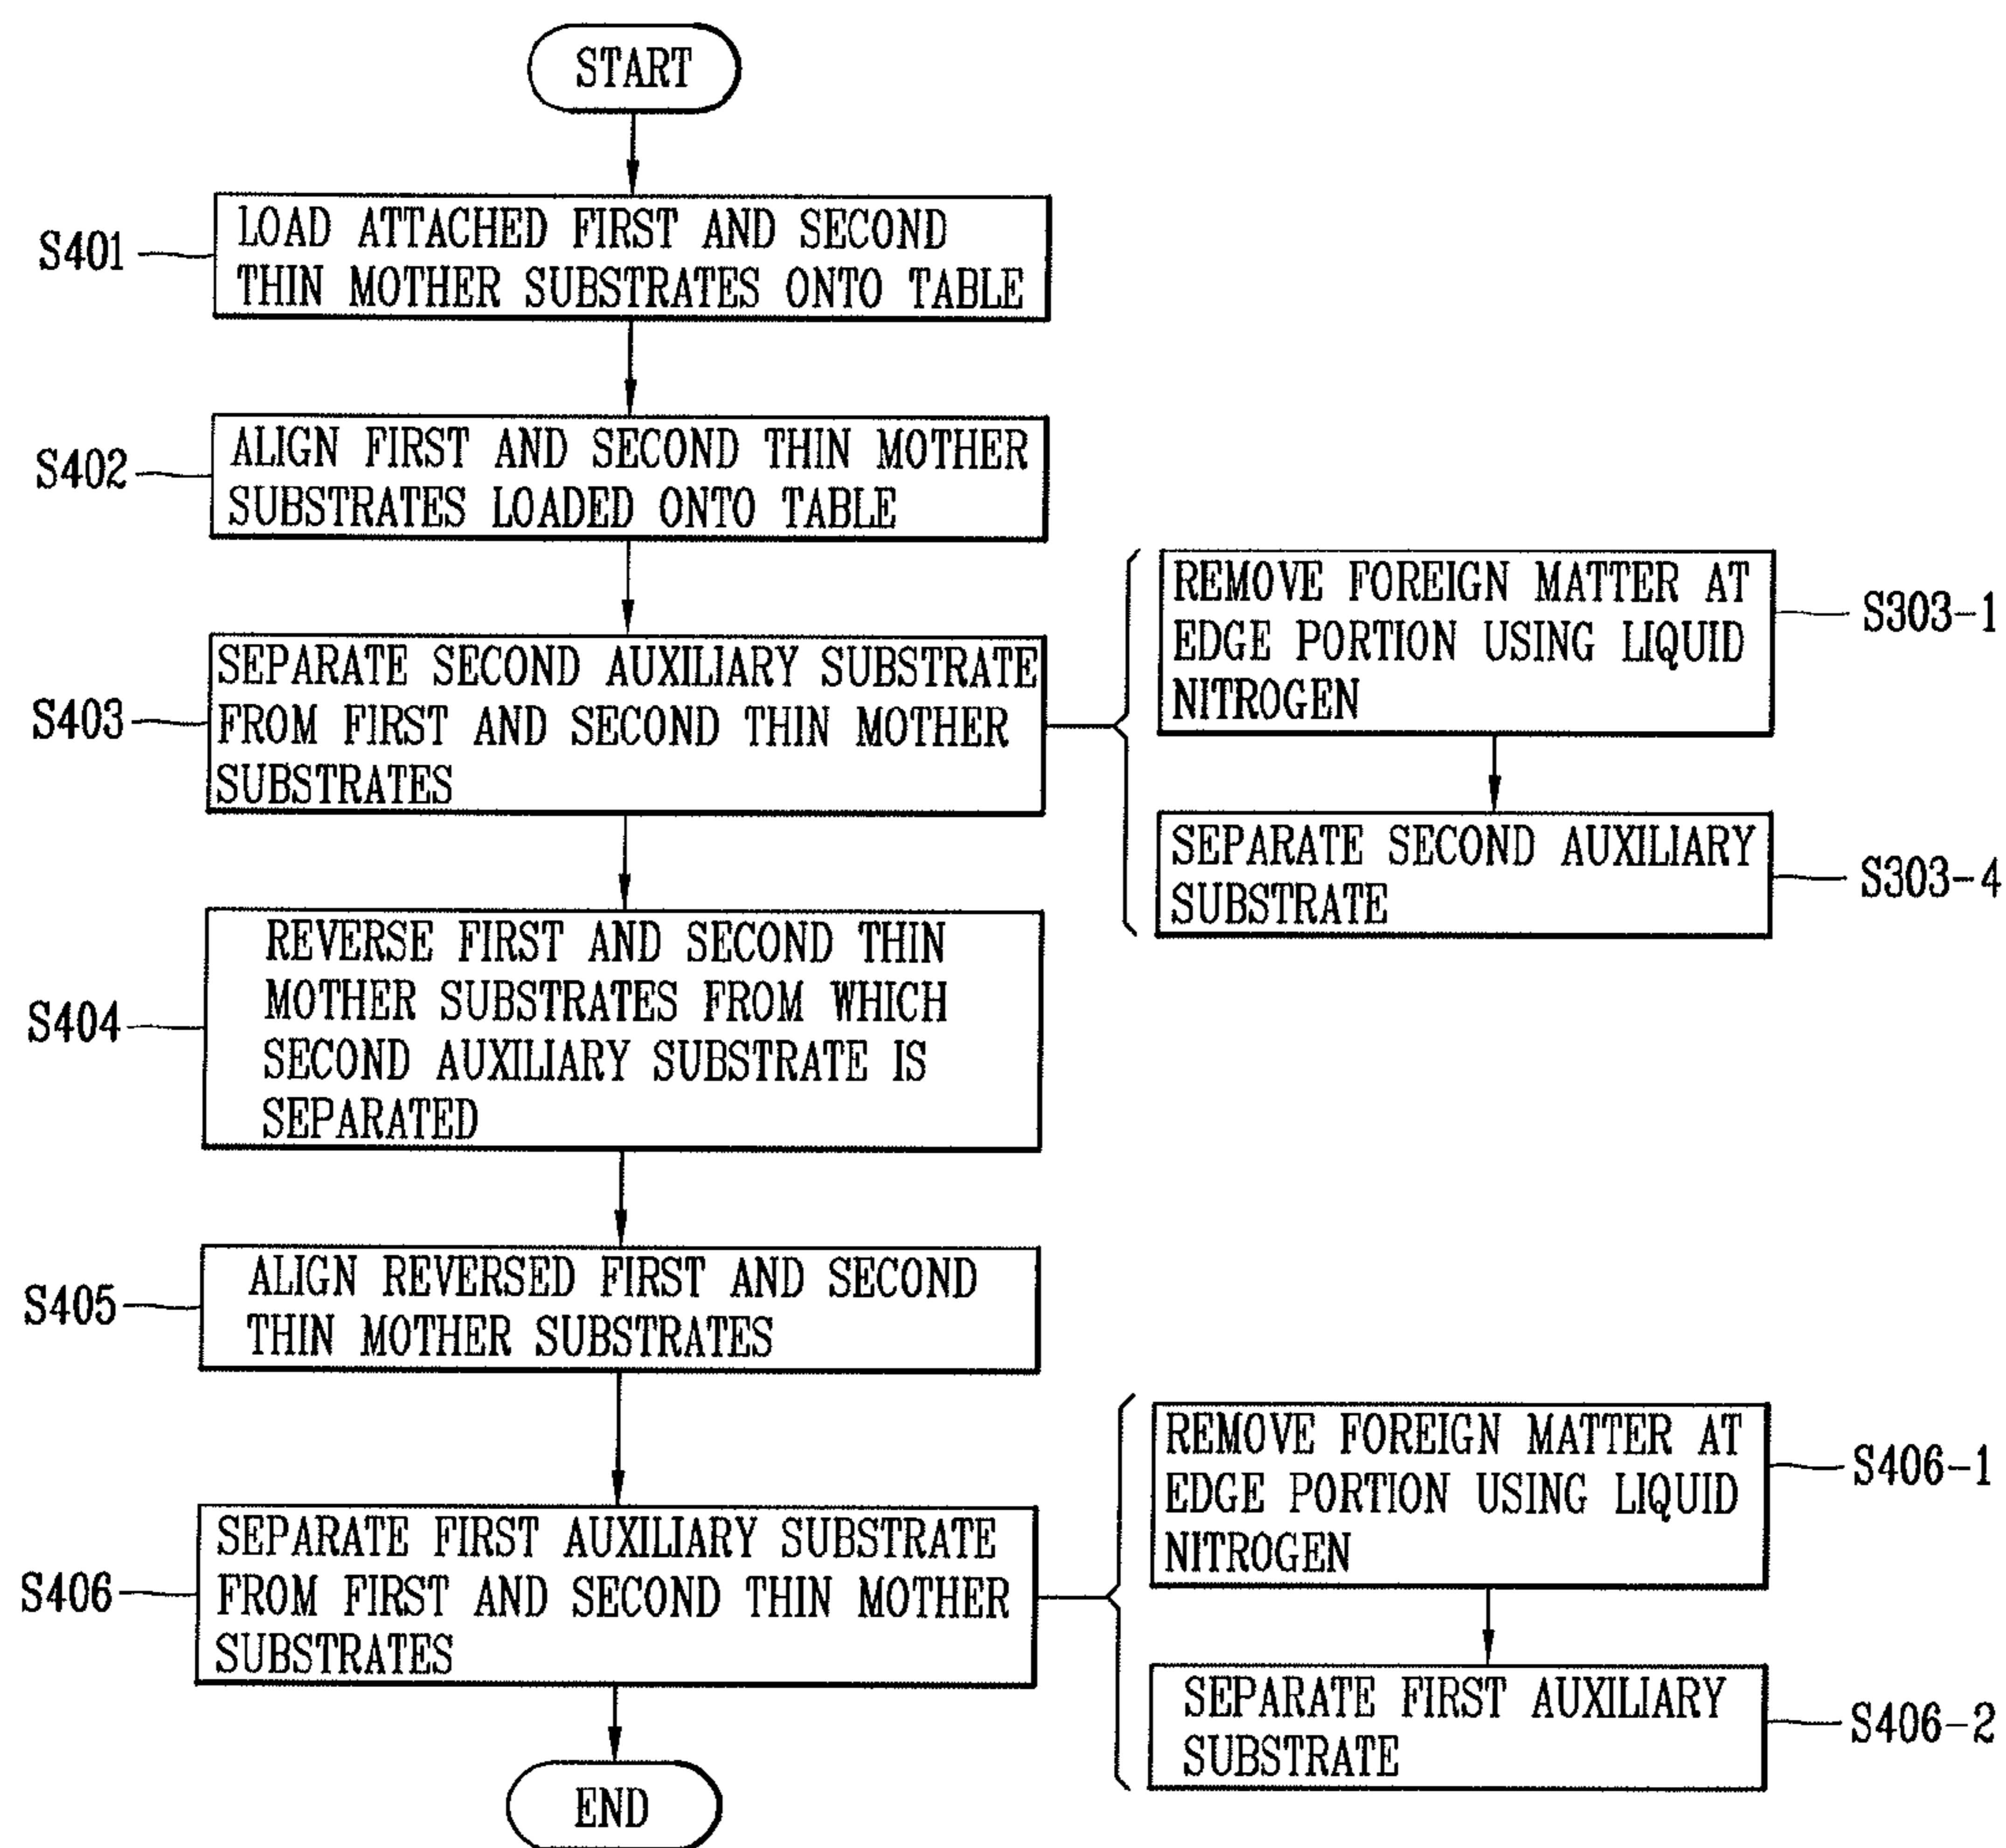 START
S401
LOAD ATTACHED FIRST AND SECOND
THIN MOTHER SUBSTRATES ONTO TABLE
S402
ALIGN FIRST AND SECOND THIN MOTHER
SUBSTRATES LOADED ONTO TABLE
S403
SEPARATE SECOND AUXILIARY SUBSTRATE
FROM FIRST AND SECOND THIN MOTHER
SUBSTRATES
REMOVE FOREIGN MATTER AT
EDGE PORTION USING LIQUID
NITROGEN
S303-1
SEPARATE SECOND AUXILIARY
SUBSTRATE
S303-4
S404
REVERSE FIRST AND SECOND THIN
MOTHER SUBSTRATES FROM WHICH
SECOND AUXILIARY SUBSTRATE IS
SEPARATED
S405
ALIGN REVERSED FIRST AND SECOND
THIN MOTHER SUBSTRATES
S406
SEPARATE FIRST AUXILIARY SUBSTRATE
FROM FIRST AND SECOND THIN MOTHER
SUBSTRATES
REMOVE FOREIGN MATTER AT
EDGE PORTION USING LIQUID
NITROGEN
S406-1
SEPARATE FIRST AUXILIARY
SUBSTRATE
S406-2
END